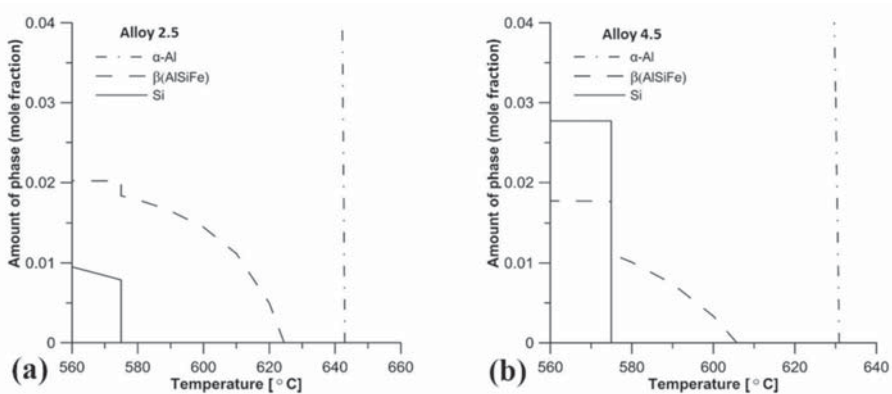 Alloy 2.5
α-Al
β(AlSiFe)
Si
Amount of phase (mole fraction)
0.04
0.03
0.02
0.01
0
560 580 600 620 640 660
Temperature [°C]
(a)
Alloy 4.5
α-Al
β(AlSiFe)
Si
Amount of phase (mole fraction)
0.04
0.03
0.02
0.01
0
560 580 600 620 640
Temperature [°C]
(b)